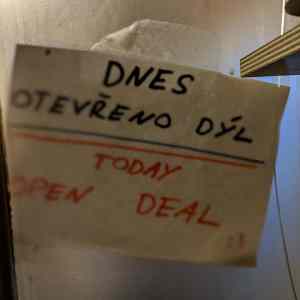 DNES
OTEVŘENO DÝL
TODAY
OPEN DEAL